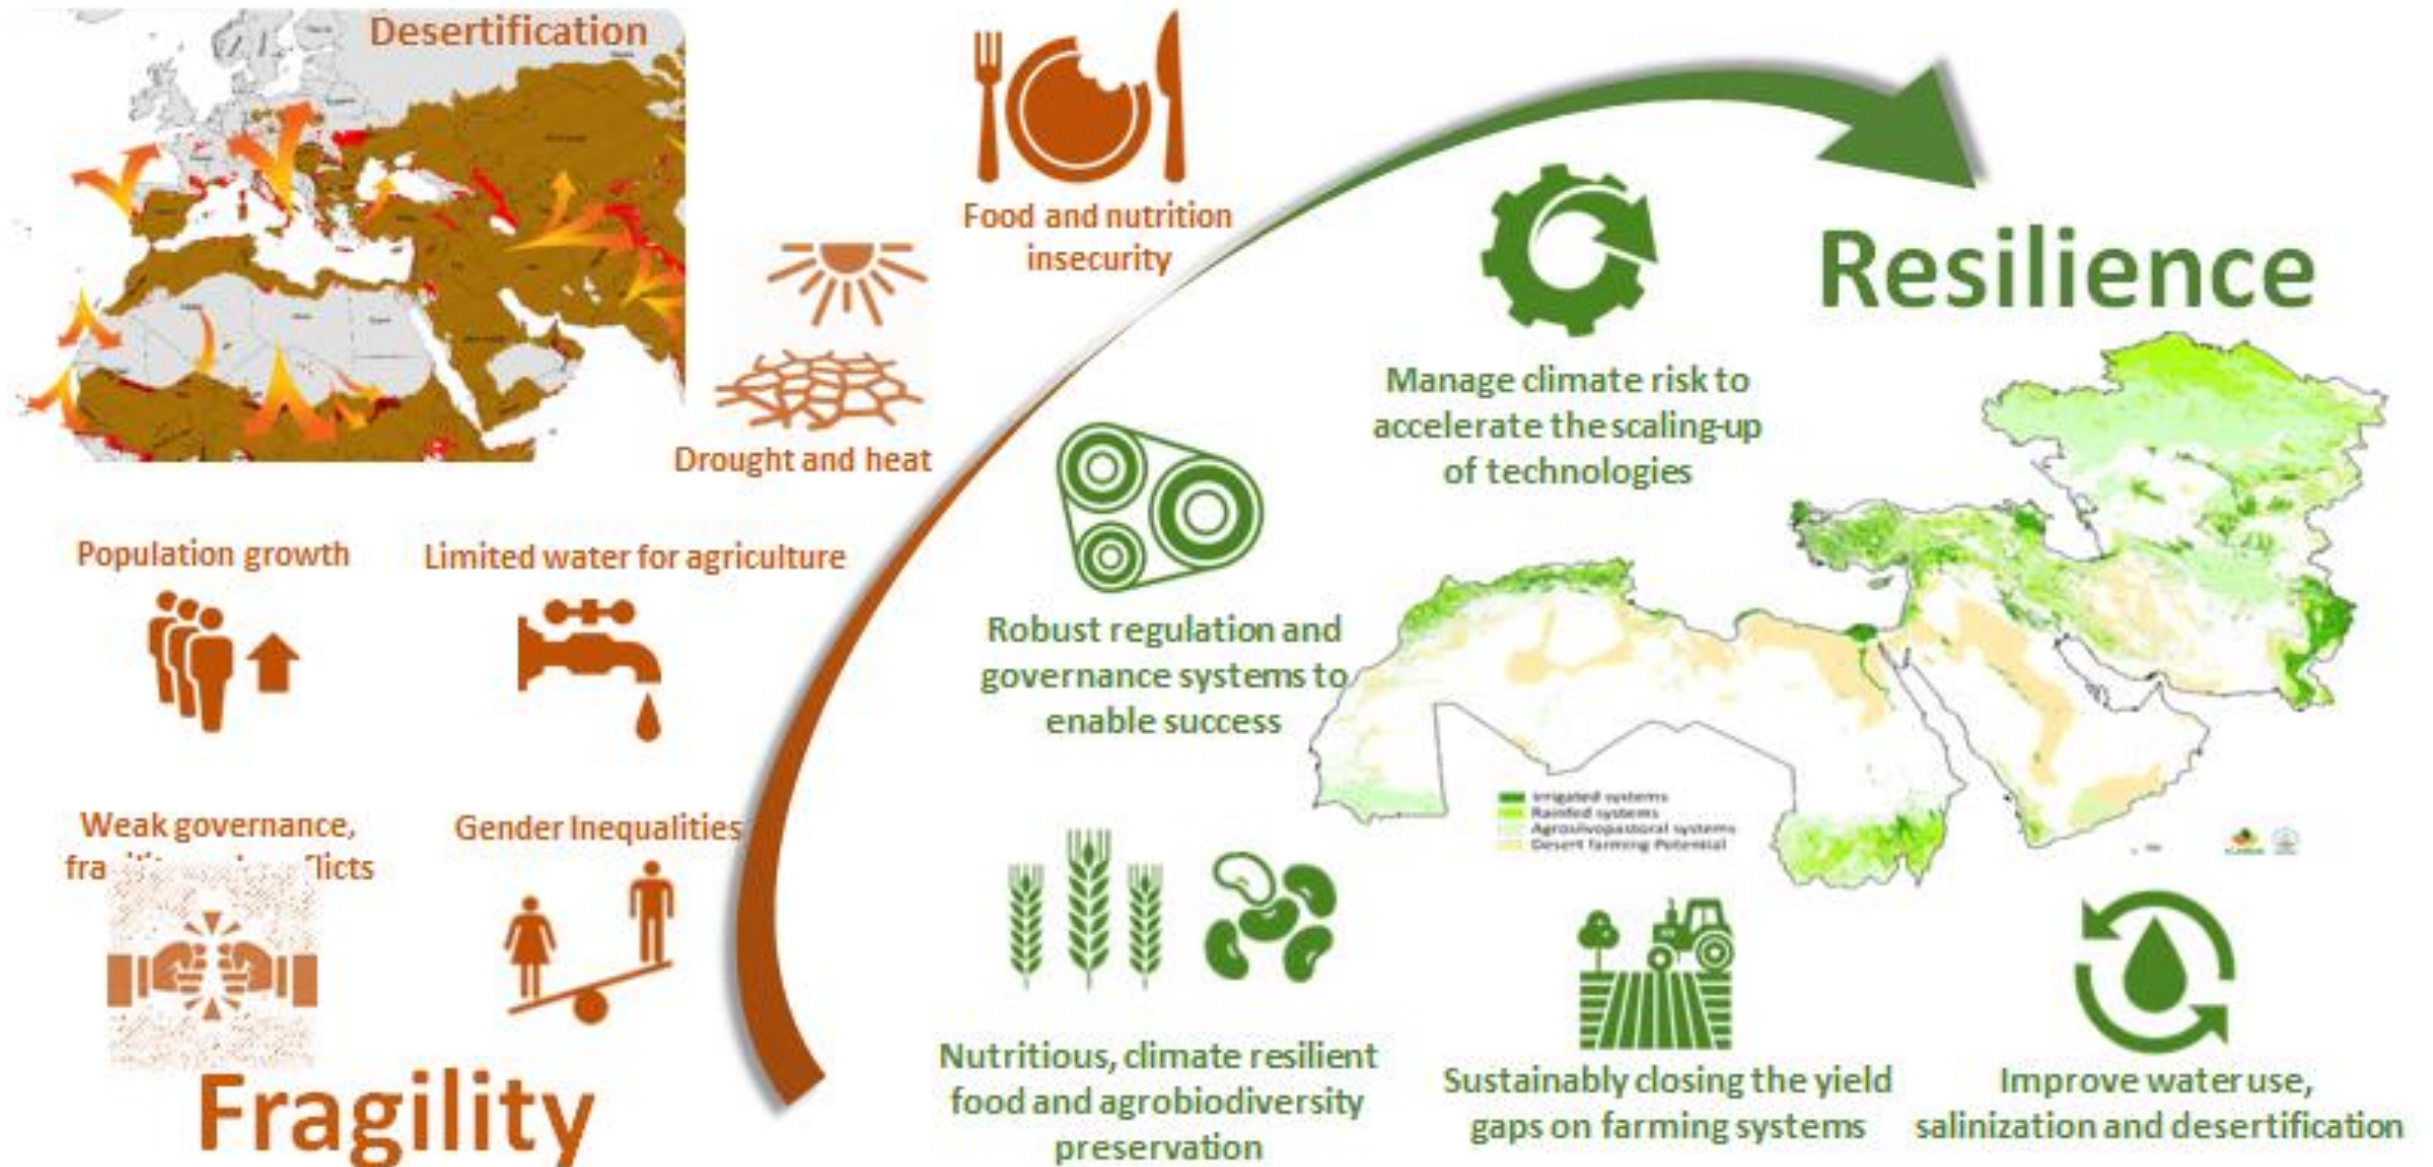 Desertification
Food and nutrition
insecurity
Drought and heat
Population growth
Limited water for agriculture
Weak governance,
Gender Inequalities
Fragility
Resilience
Manage climate risk to
accelerate the scaling-up
of technologies
Robust regulation and
governance systems to
enable success
Irrigated systems
Rainfed systems
Agrosilvopastoral systems
Desert farming Potential
Nutritious, climate resilient
food and agrobiodiversity
preservation
Sustainably closing the yield
gaps on farming systems
Improve water use,
salinization and desertification